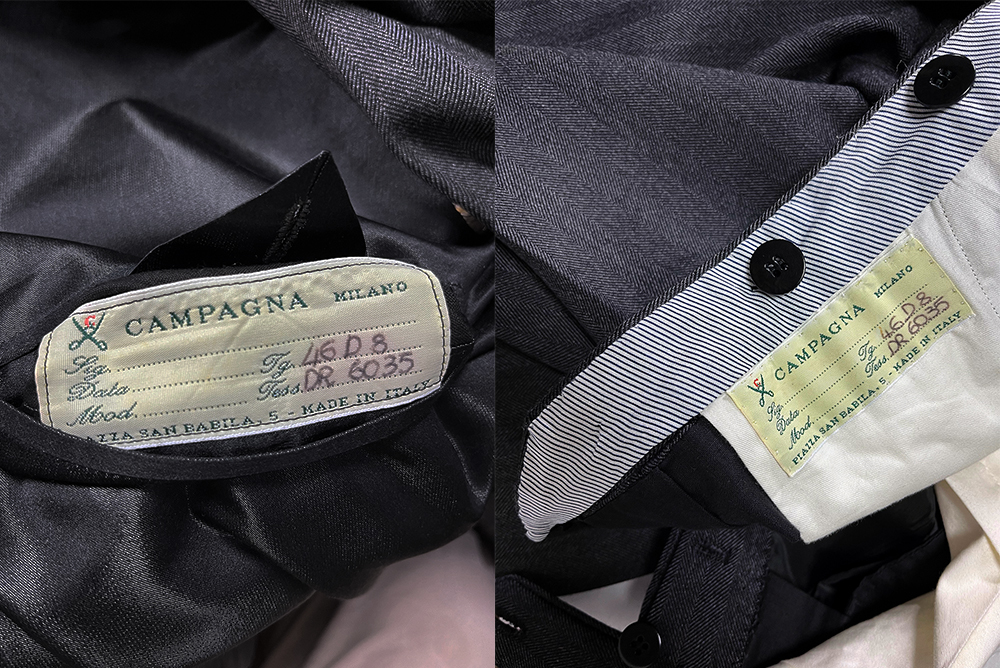 C
CAMPAGNA MILANO
Sig.
Data Tg. 46 D 8
Mod. Tess. DR 6035
PIAZZA SAN BABILA, 5 - MADE IN ITALY
C
CAMPAGNA MILANO
Sig.
Data Tg. 46 D 8
Mod. Tess. DR 6035
PIAZZA SAN BABILA, 5 - MADE IN ITALY